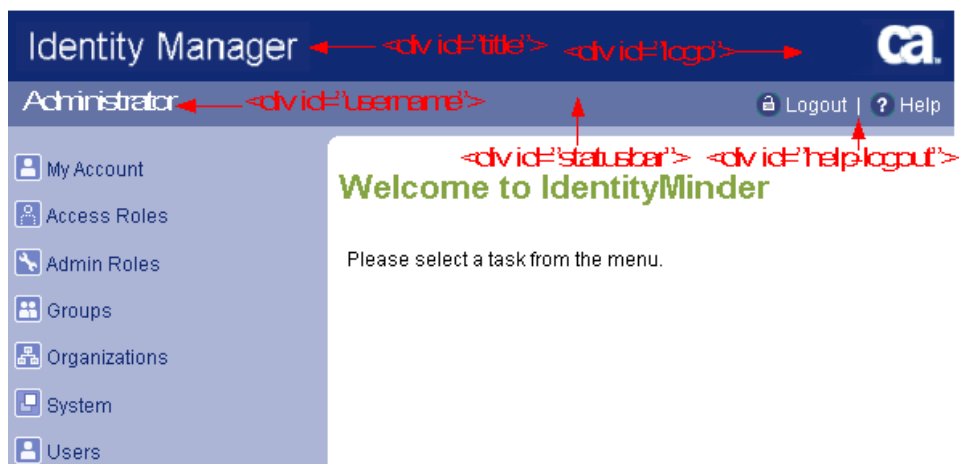 Identity Manager <div id="title"> <div id="logo"> ca.
Administrator <div id="username"> Logout | Help
<div id="statusbar"> <div id="help-logout">
My Account
Welcome to IdentityMinder
Access Roles
Admin Roles Please select a task from the menu.
Groups
Organizations
System
Users